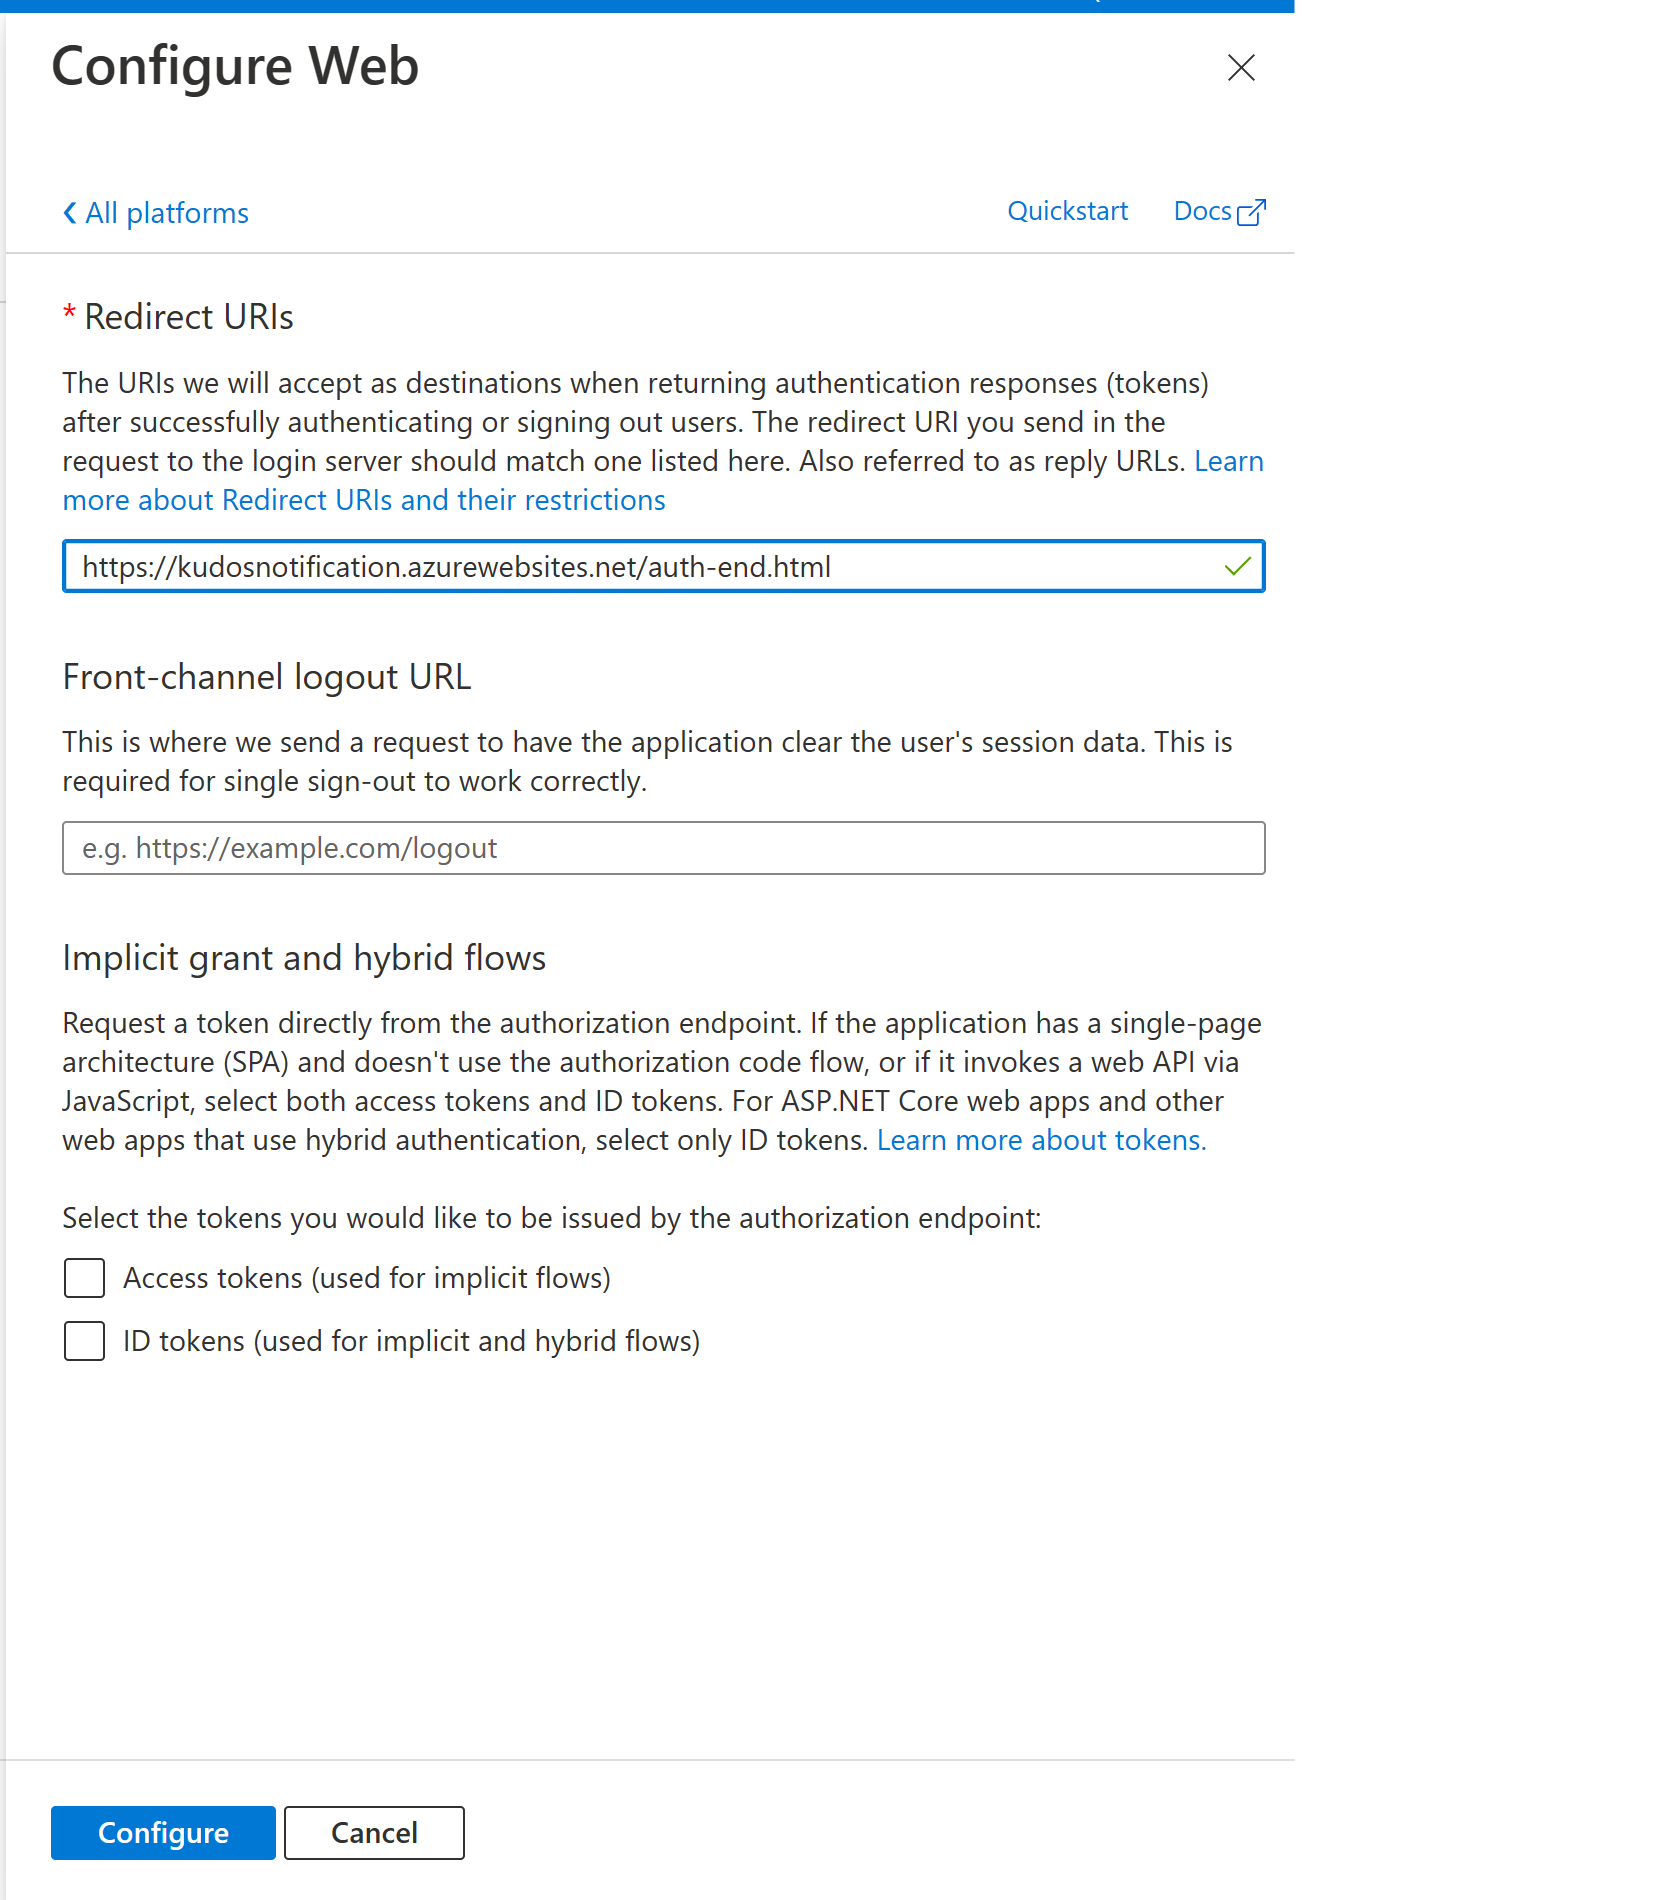 Configure Web
All platforms
Quickstart
Docs
* Redirect URIs
The URIs we will accept as destinations when returning authentication responses (tokens)
after successfully authenticating or signing out users. The redirect URI you send in the
request to the login server should match one listed here. Also referred to as reply URLs. Learn
more about Redirect URIs and their restrictions
https://kudosnotification.azurewebsites.net/auth-end.html
Front-channel logout URL
This is where we send a request to have the application clear the user's session data. This is
required for single sign-out to work correctly.
e.g. https://example.com/logout
Implicit grant and hybrid flows
Request a token directly from the authorization endpoint. If the application has a single-page
architecture (SPA) and doesn't use the authorization code flow, or if it invokes a web API via
JavaScript, select both access tokens and ID tokens. For ASP.NET Core web apps and other
web apps that use hybrid authentication, select only ID tokens. Learn more about tokens.
Select the tokens you would like to be issued by the authorization endpoint:
Access tokens (used for implicit flows)
ID tokens (used for implicit and hybrid flows)
Configure
Cancel